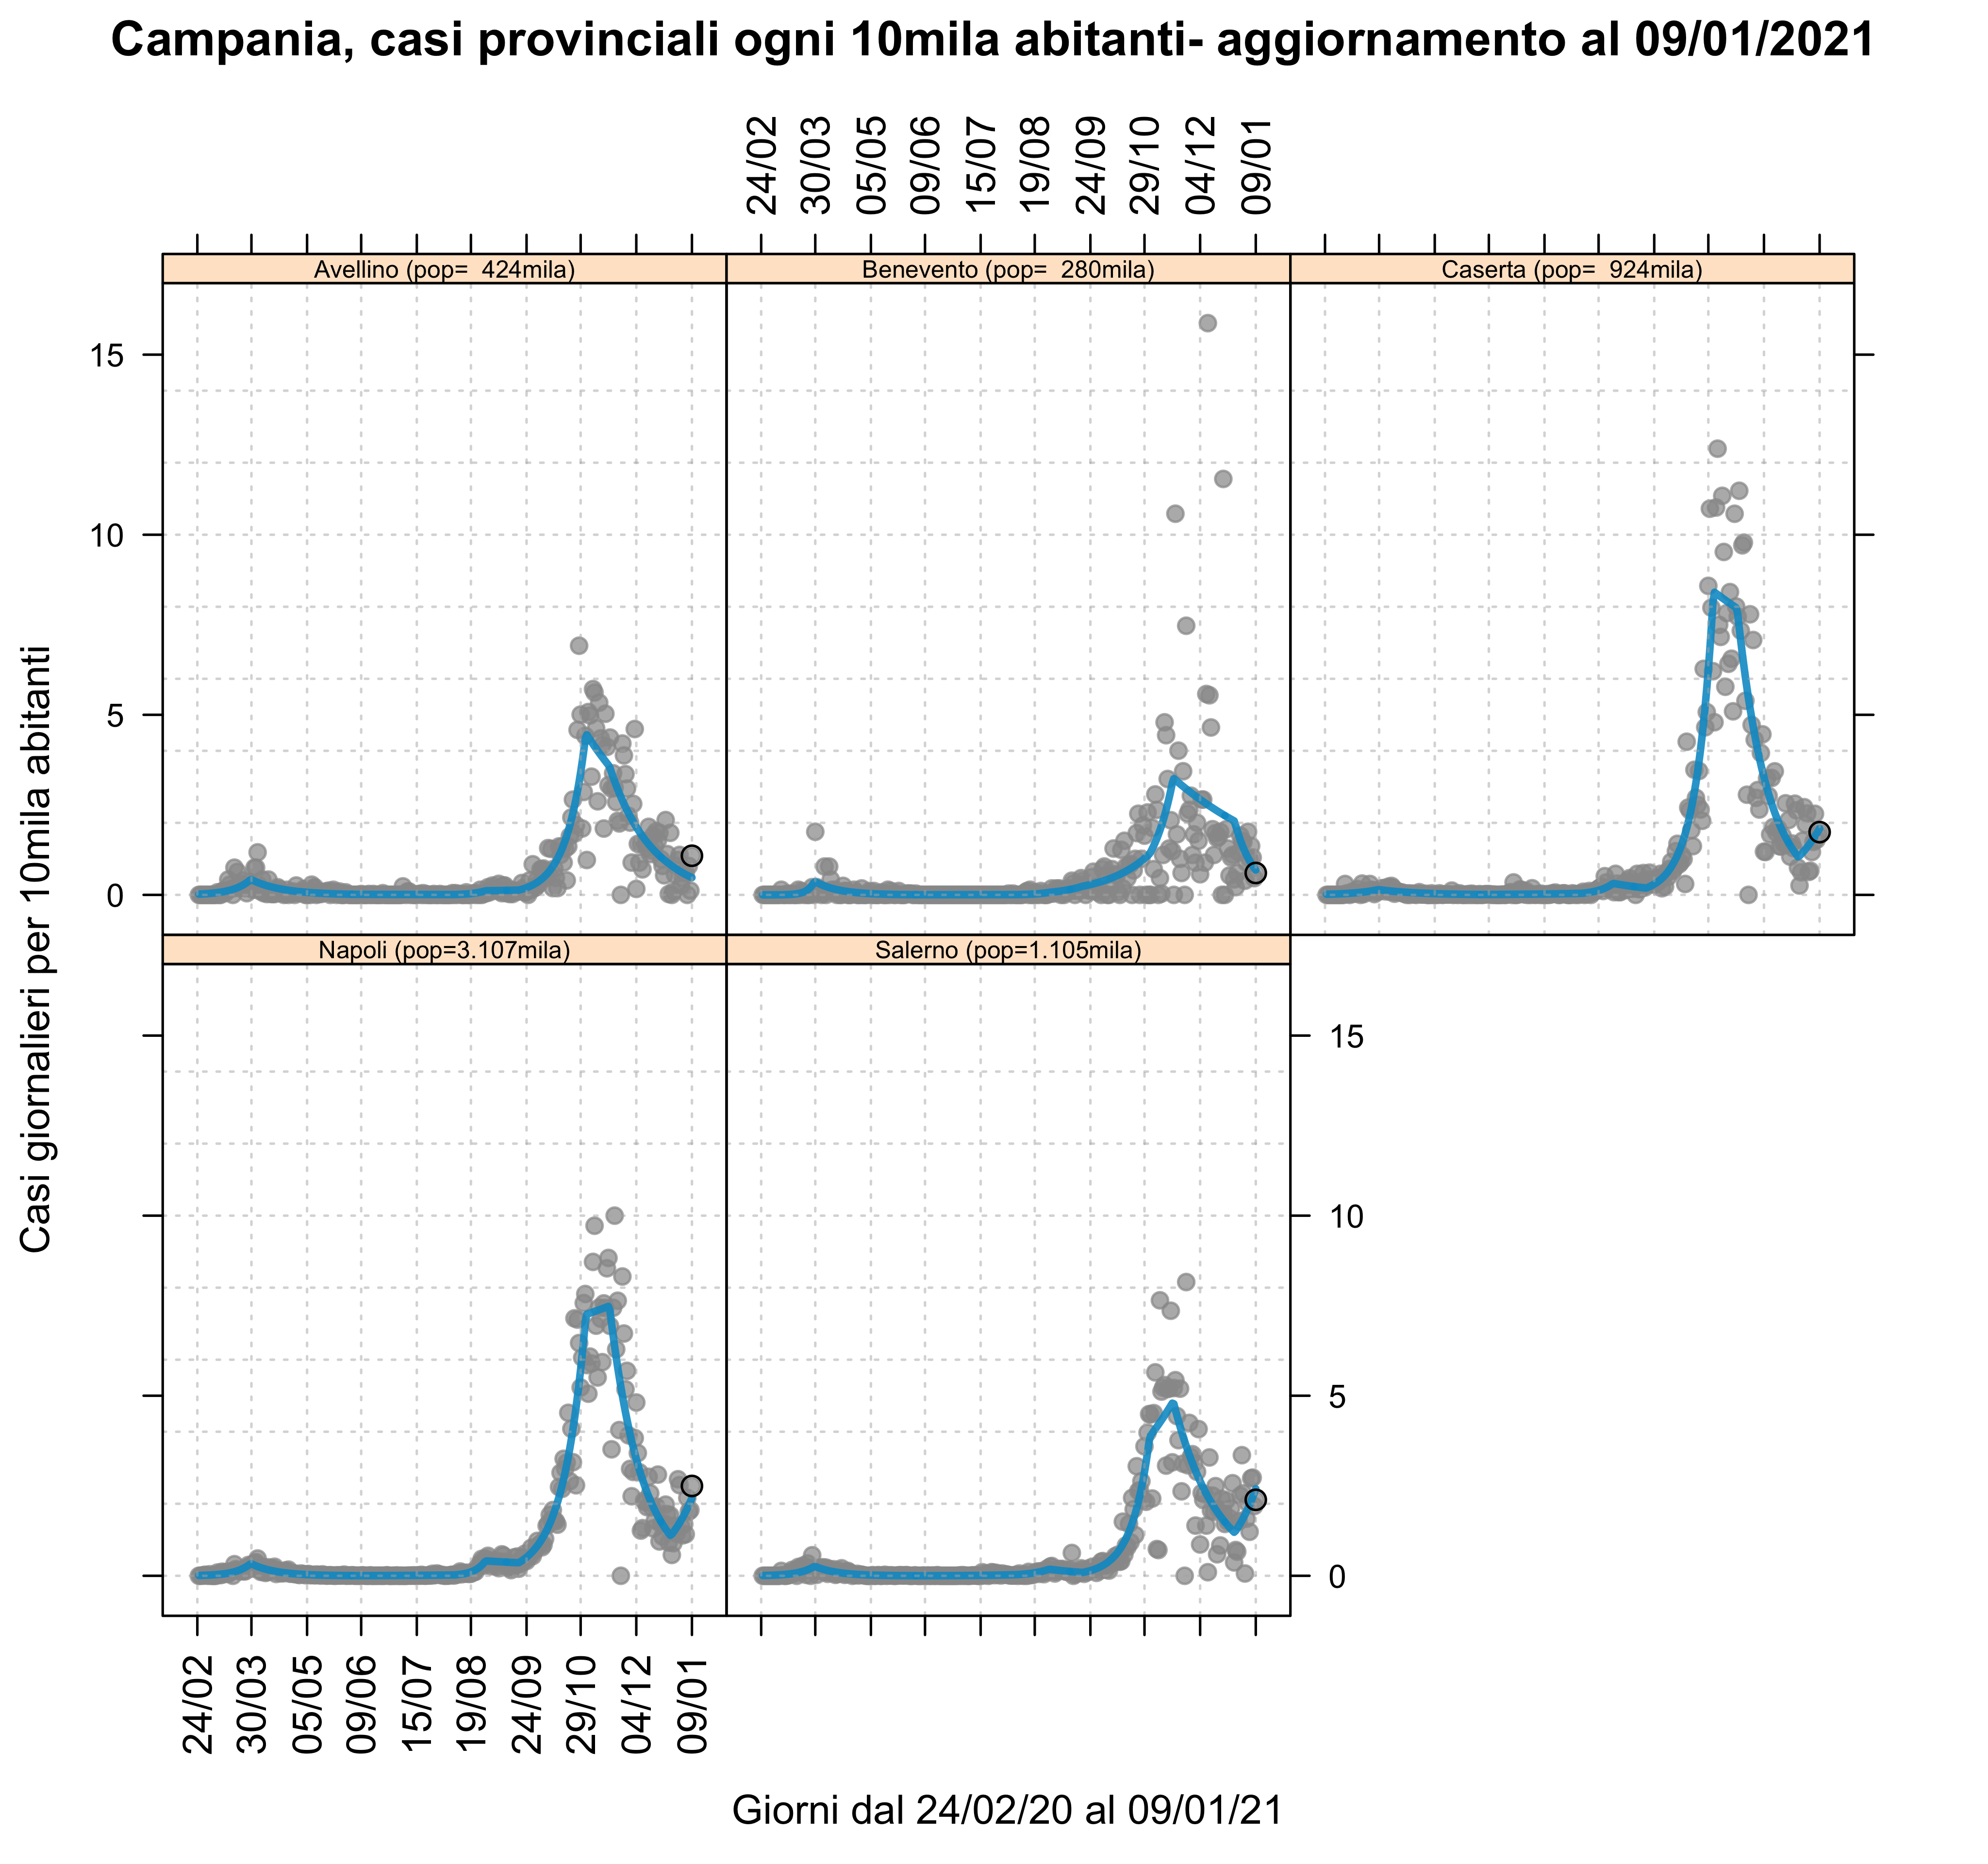 Campania, casi provinciali ogni 10mila abitanti- aggiornamento al 09/01/2021
24/02 30/03 05/05 09/06 15/07 19/08 24/09 29/10 04/12 09/01
Avellino (pop=  424mila)
Benevento (pop=  280mila)
Caserta (pop=  924mila)
15
10
5
0
Casi giornalieri per 10mila abitanti
Napoli (pop=3.107mila)
Salerno (pop=1.105mila)
15
10
5
0
24/02 30/03 05/05 09/06 15/07 19/08 24/09 29/10 04/12 09/01
Giorni dal 24/02/20 al 09/01/21